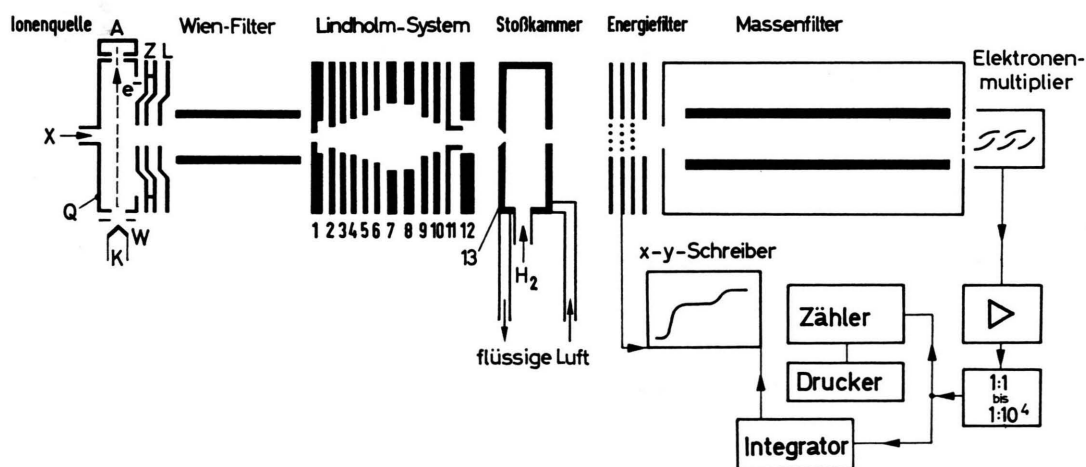 Ionenquelle Wien-Filter Lindholm-System Stoßkammer Energiefilter Massenfilter
A
Z L
e⁻
X
Q
W
K
1 2 3 4 5 6 7 8 9 10 11 12
13
H₂
flüssige Luft
Elektronen-
multiplier
x-y-Schreiber
Zähler
Drucker
Integrator
1:1
bis
1:10⁴